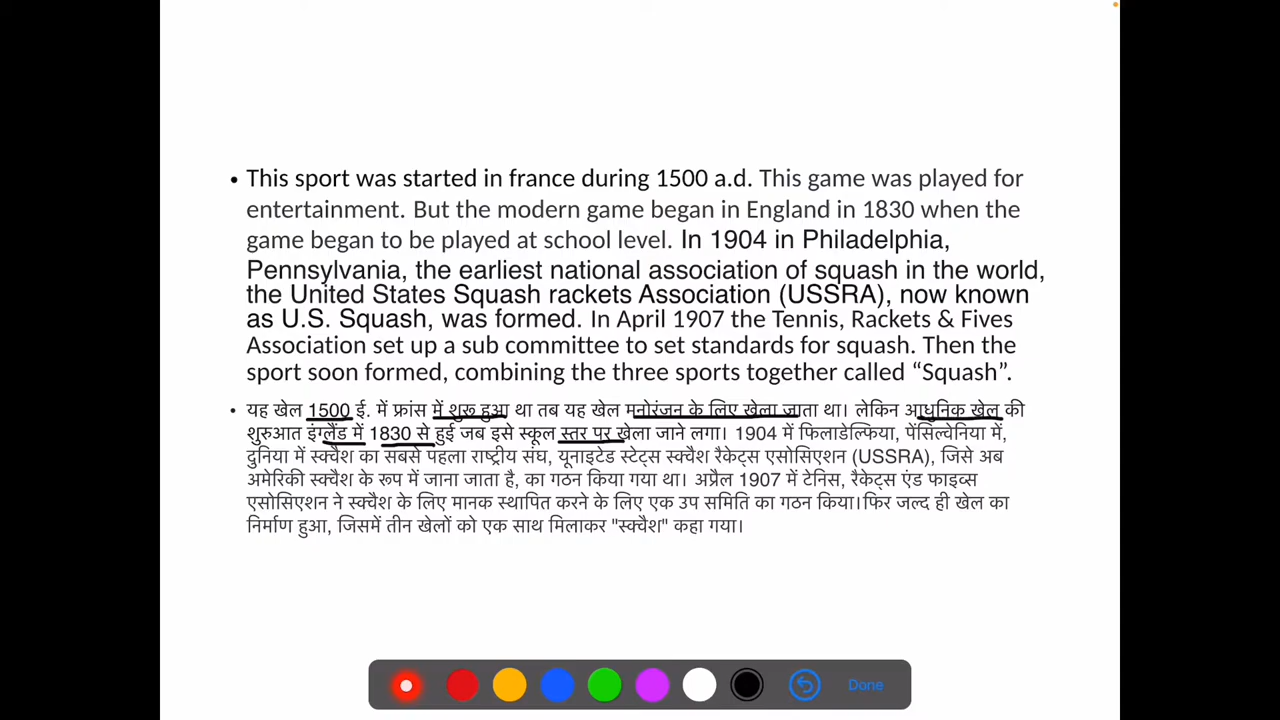 • This sport was started in france during 1500 a.d. This game was played for
entertainment. But the modern game began in England in 1830 when the
game began to be played at school level. In 1904 in Philadelphia,
Pennsylvania, the earliest national association of squash in the world,
the United States Squash rackets Association (USSRA), now known
as U.S. Squash, was formed. In April 1907 the Tennis, Rackets & Fives
Association set up a sub committee to set standards for squash. Then the
sport soon formed, combining the three sports together called “Squash”.
• यह खेल 1500 ई. में फ्रांस में शुरू हुआ था तब यह खेल मनोरंजन के लिए खेला जाता था। लेकिन आधुनिक खेल की
शुरुआत इंग्लैंड में 1830 से हुई जब इसे स्कूल स्तर पर खेला जाने लगा। 1904 में फिलाडेल्फिया, पेंसिल्वेनिया में,
दुनिया में स्क्वैश का सबसे पहला राष्ट्रीय संघ, यूनाइटेड स्टेट्स स्क्वैश रैकेट्स एसोसिएशन (USSRA), जिसे अब
अमेरिकी स्क्वैश के रूप में जाना जाता है, का गठन किया गया था। अप्रैल 1907 में टेनिस, रैकेट्स एंड फाइव्स
एसोसिएशन ने स्क्वैश के लिए मानक स्थापित करने के लिए एक उप समिति का गठन किया।फिर जल्द ही खेल का
निर्माण हुआ, जिसमें तीन खेलों को एक साथ मिलाकर "स्क्वैश" कहा गया।
Done